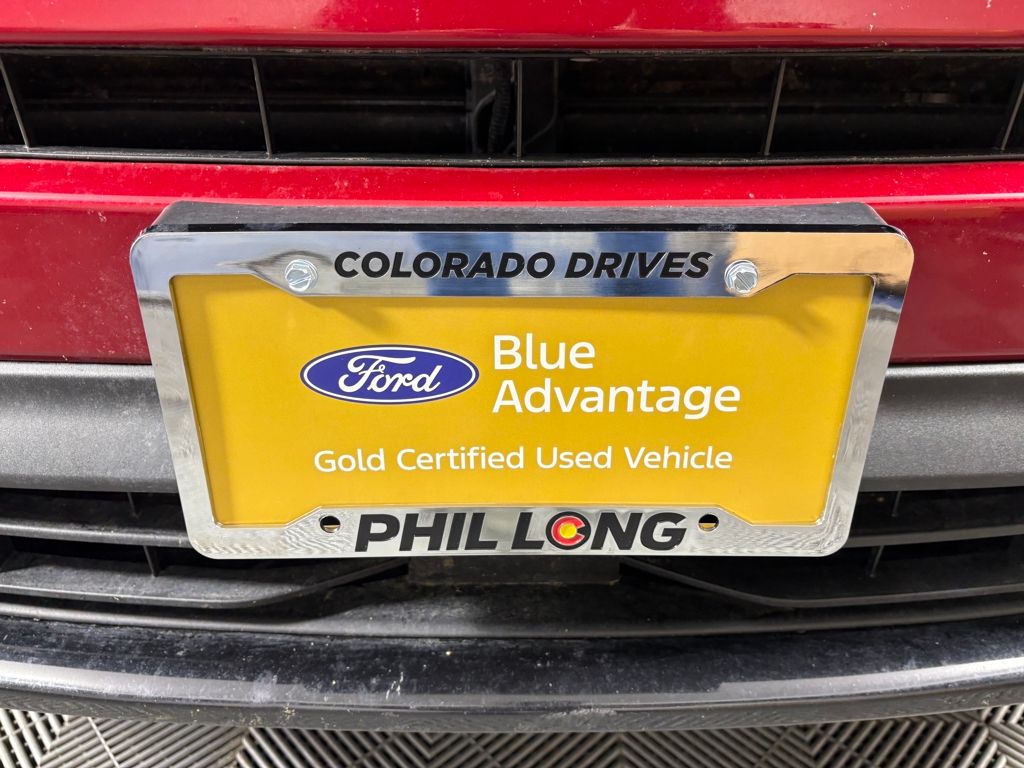 COLORADO DRIVES
Ford
Blue
Advantage
Gold Certified Used Vehicle
PHIL LONG